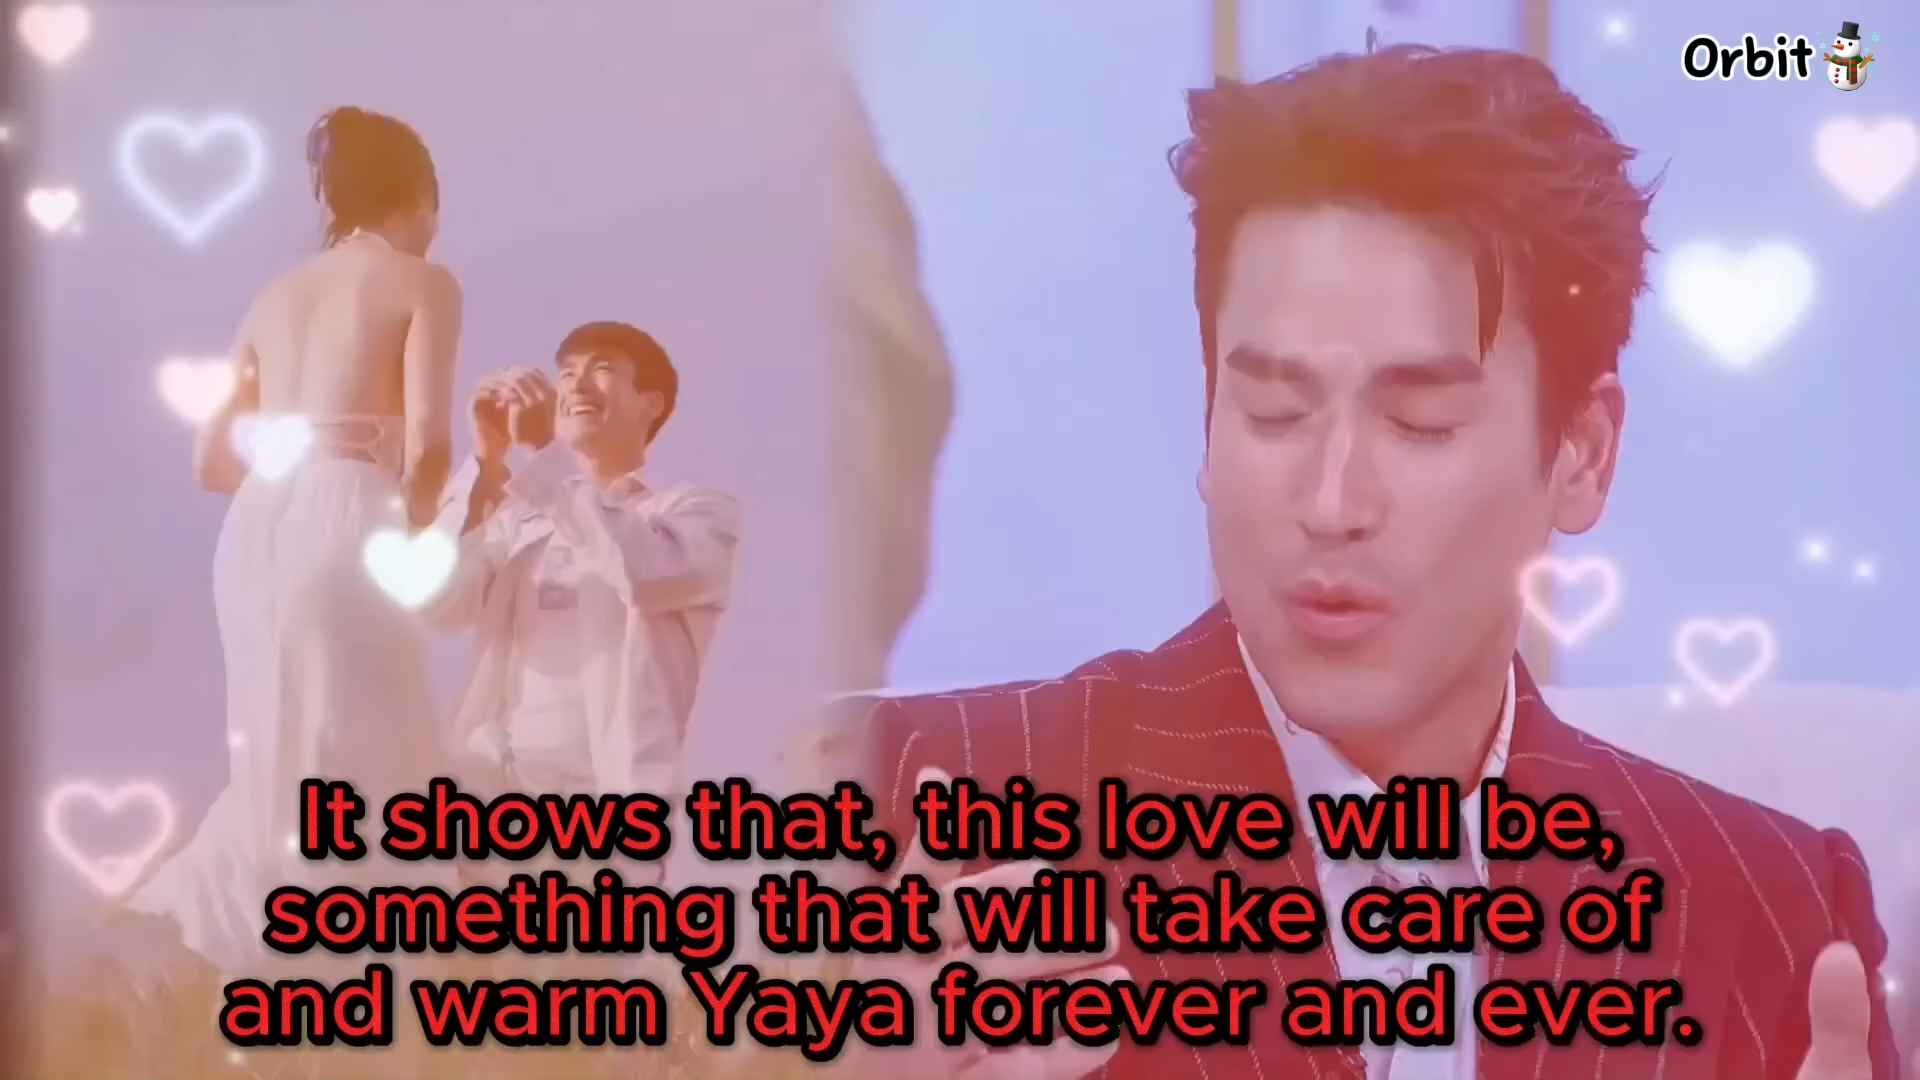 Orbit
It shows that, this love will be,
something that will take care of
and warm Yaya forever and ever.